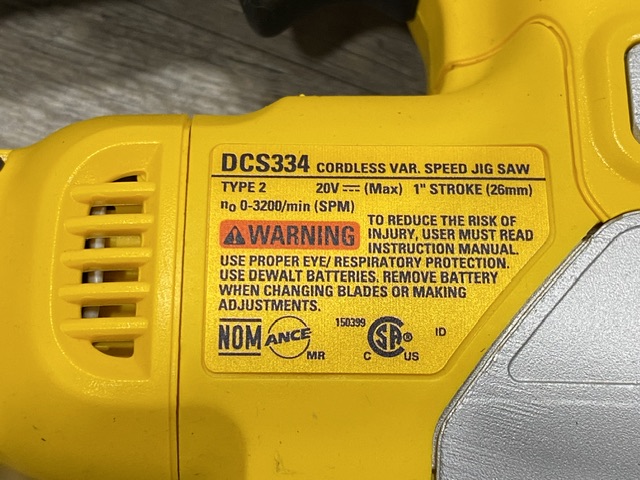 DCS334 CORDLESS VAR. SPEED JIG SAW
TYPE 2 20V ⎓ (Max) 1" STROKE (26mm)
n₀ 0-3200/min (SPM)
WARNING
TO REDUCE THE RISK OF
INJURY, USER MUST READ
INSTRUCTION MANUAL.
USE PROPER EYE/ RESPIRATORY PROTECTION.
USE DEWALT BATTERIES. REMOVE BATTERY
WHEN CHANGING BLADES OR MAKING
ADJUSTMENTS.
NOM ANCE MR 150399 C SA ® US ID